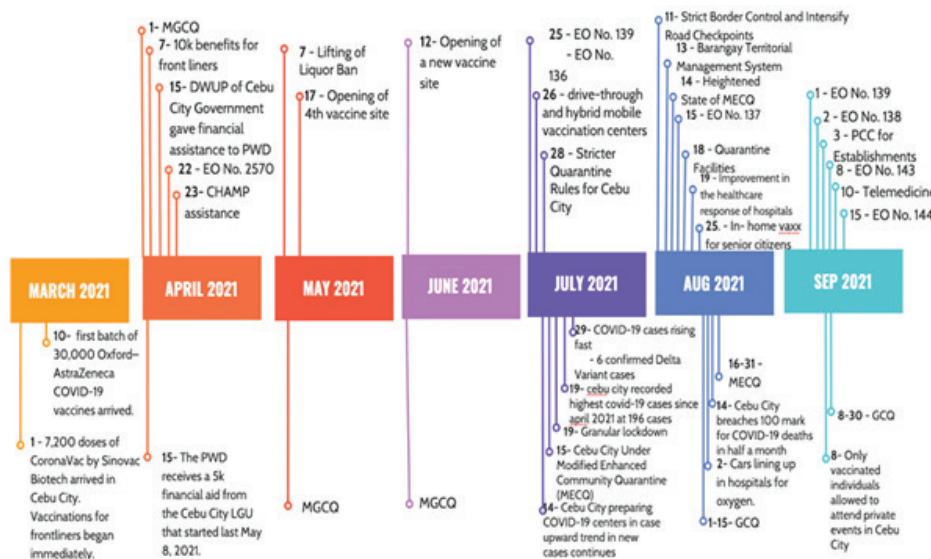 1- MGCQ
7- 10k benefits for
front liners
15- DWUP of Cebu
City Government
gave financial
assistance to PWD
22 - EO No. 2570
23- CHAMP
assistance
7 - Lifting of
Liquor Ban
17 - Opening of
4th vaccine site
12- Opening of
a new vaccine
site
25 - EO No. 139
- EO No.
136
26 - drive-through
and hybrid mobile
vaccination centers
28 - Stricter
Quarantine
Rules for Cebu
City
11- Strict Border Control and Intensify
Road Checkpoints
13 - Barangay Territorial
Management System
14 - Heightened
State of MECQ
15 - EO No. 137
18 - Quarantine
Facilities
19 - Improvement in
the healthcare
response of hospitals
25. - In- home vaxx
for senior citizens
1 - EO No. 139
2 - EO No. 138
3 - PCC for
Establishments
8 - EO No. 143
10- Telemedicine
15 - EO No. 144
MARCH 2021
APRIL 2021
MAY 2021
JUNE 2021
JULY 2021
AUG 2021
SEP 2021
10- first batch of
30,000 Oxford–
AstraZeneca
COVID-19
vaccines arrived.
1 - 7,200 doses of
CoronaVac by Sinovac
Biotech arrived in
Cebu City.
Vaccinations for
frontliners began
immediately.
15- The PWD
receives a 5k
financial aid from
the Cebu City LGU
that started last May
8, 2021.
MGCQ
MGCQ
29- COVID-19 cases rising
fast
- 6 confirmed Delta
Variant cases
19- cebu city recorded
highest covid-19 cases since
april 2021 at 196 cases
19- Granular lockdown
15- Cebu City Under
Modified Enhanced
Community Quarantine
(MECQ)
14- Cebu City preparing
COVID-19 centers in case
upward trend in new
cases continues
16-31 -
MECQ
14- Cebu City
breaches 100 mark
for COVID-19 deaths
in half a month
2- Cars lining up
in hospitals for
oxygen.
1-15- GCQ
8-30 - GCQ
8- Only
vaccinated
individuals
allowed to
attend private
events in Cebu
City